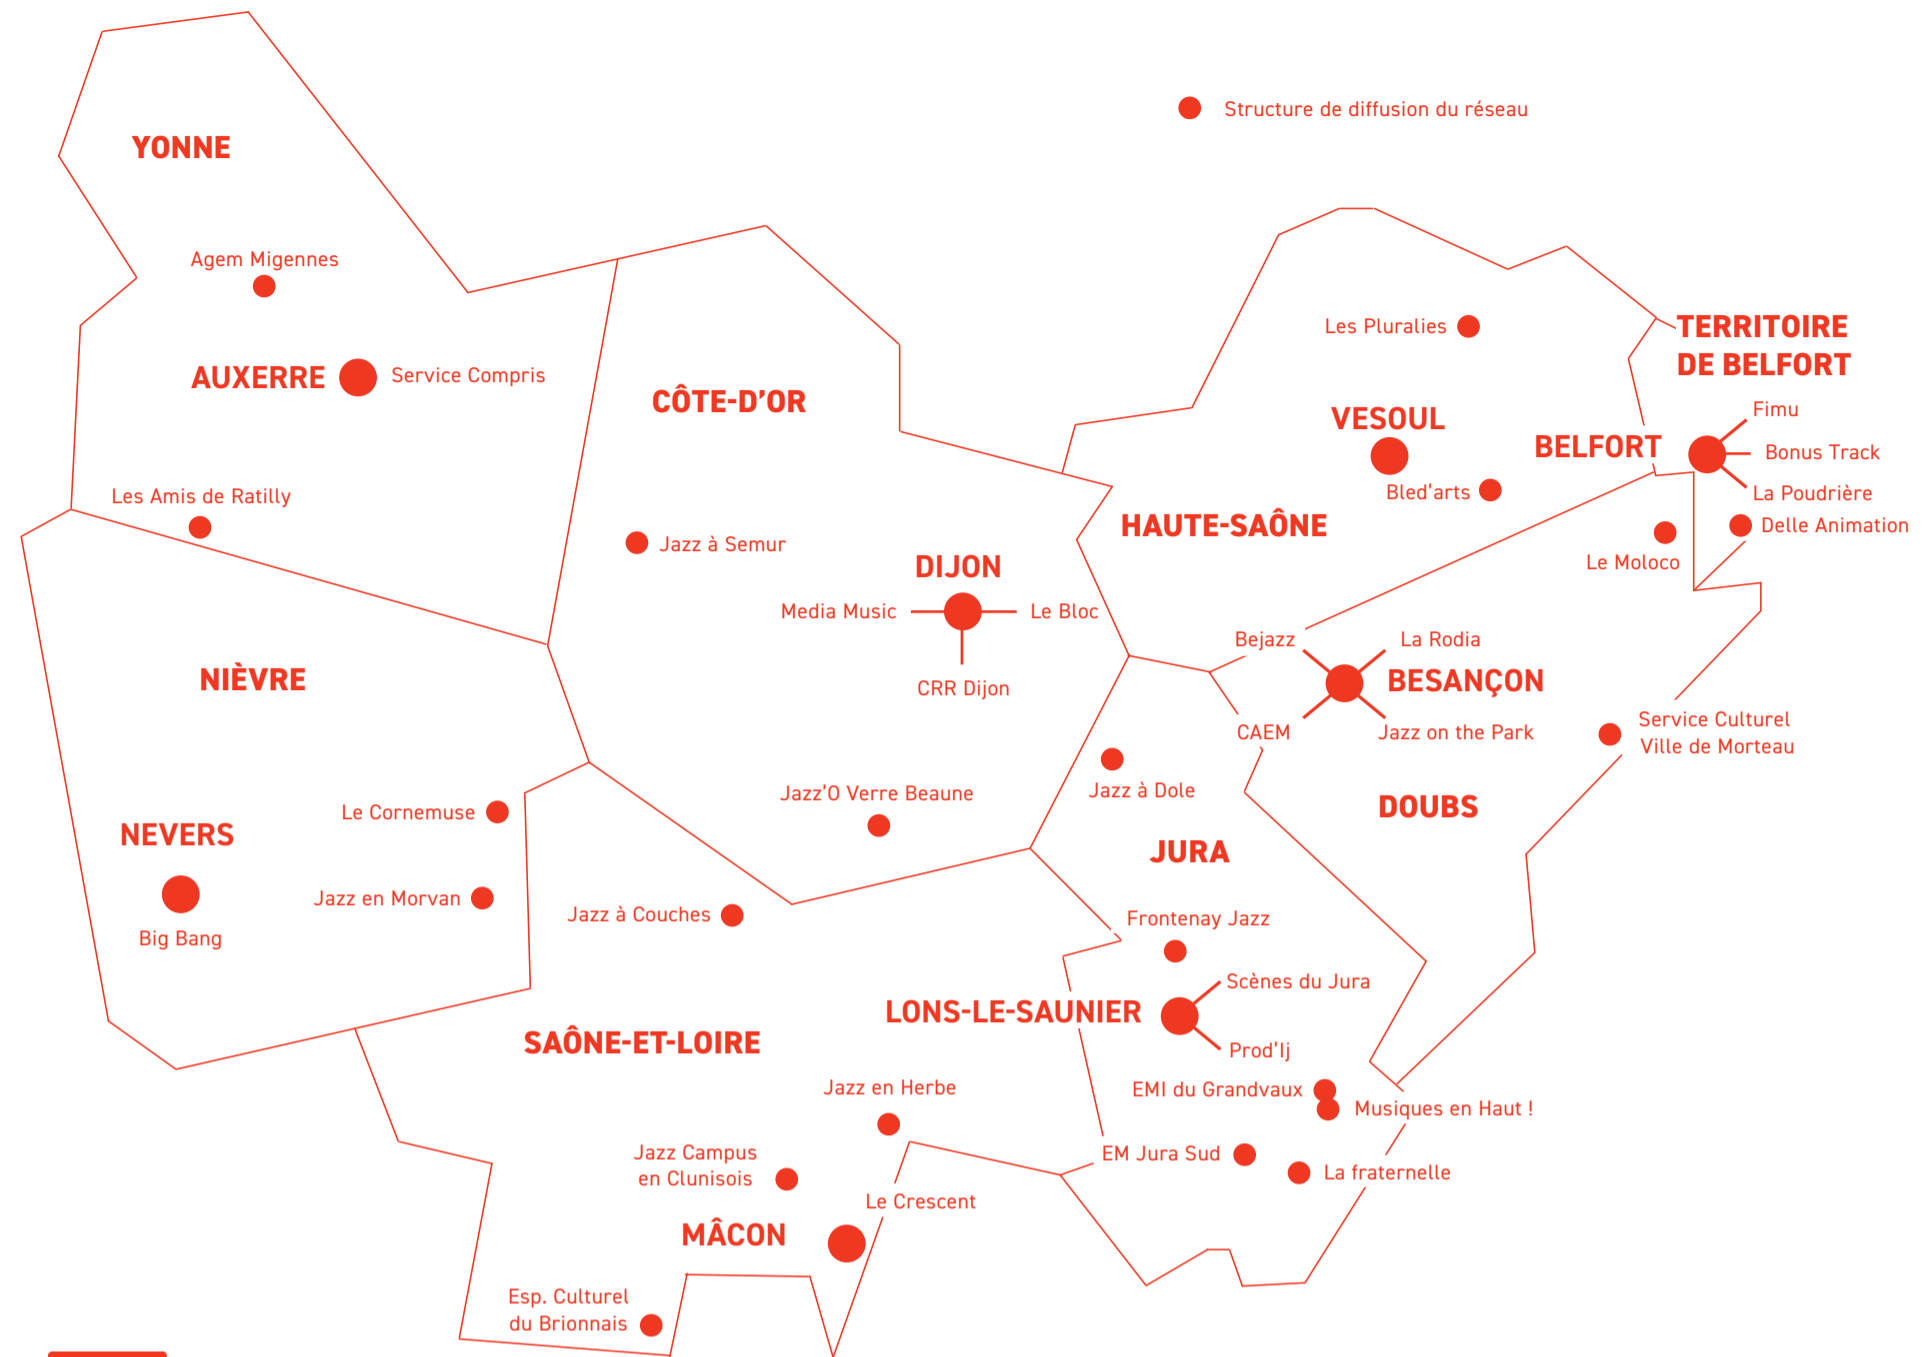 Structure de diffusion du réseau
YONNE
Agem Migennes
AUXERRE
Service Compris
Les Amis de Ratilly
NIÈVRE
Le Cornemuse
NEVERS
Jazz en Morvan
Big Bang
CÔTE-D'OR
Jazz à Semur
DIJON
Media Music
Le Bloc
CRR Dijon
Jazz'O Verre Beaune
Jazz à Couches
SAÔNE-ET-LOIRE
Jazz en Herbe
Jazz Campus
en Clunisois
Le Crescent
MÂCON
Esp. Culturel
du Brionnais
Les Pluralies
VESOUL
Bled'arts
HAUTE-SAÔNE
TERRITOIRE
DE BELFORT
BELFORT
Fimu
Bonus Track
La Poudrière
Delle Animation
Le Moloco
Bejazz
La Rodia
BESANÇON
CAEM
Jazz on the Park
Service Culturel
Ville de Morteau
DOUBS
Jazz à Dole
JURA
Frontenay Jazz
Scènes du Jura
LONS-LE-SAUNIER
Prod'Ij
EMI du Grandvaux
Musiques en Haut !
EM Jura Sud
La fraternelle